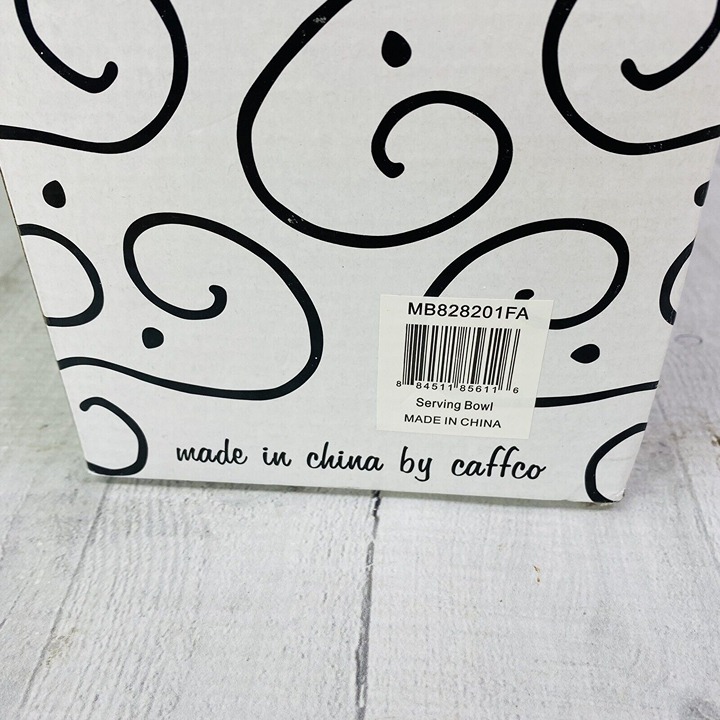 MB828201FA
8 84511 85611 6
Serving Bowl
MADE IN CHINA
made in china by caffco